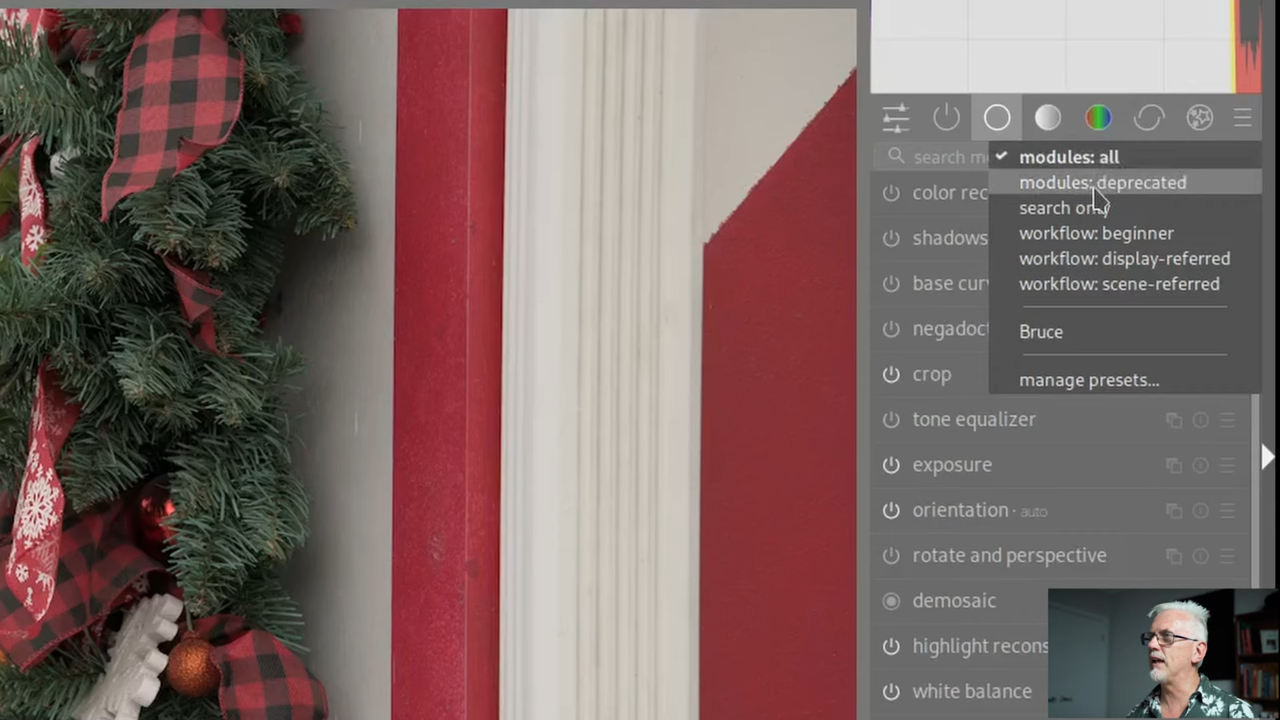 search m
modules: all
color rec
modules: deprecated
shadows
search only
workflow: beginner
base cur
workflow: display-referred
workflow: scene-referred
negadoct
Bruce
crop
manage presets...
tone equalizer
exposure
orientation · auto
rotate and perspective
demosaic
highlight recons
white balance